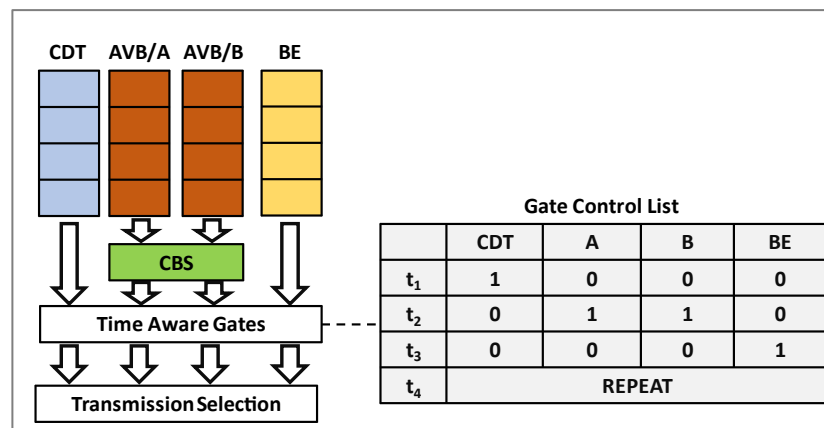 CDT AVB/A AVB/B BE
CBS
Time Aware Gates
Transmission Selection
Gate Control List
CDT A B BE
t₁ 1 0 0 0
t₂ 0 1 1 0
t₃ 0 0 0 1
t₄ REPEAT